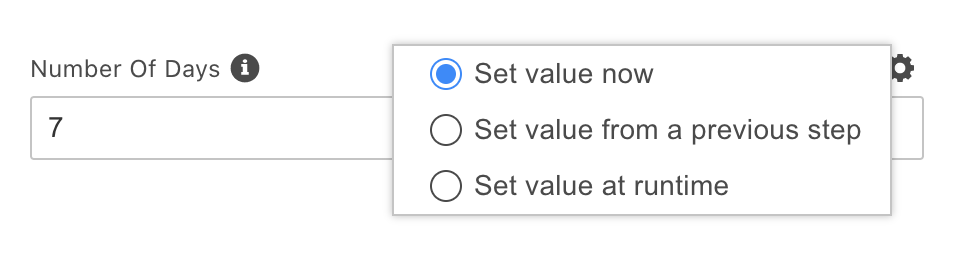 Number Of Days
7
Set value now
Set value from a previous step
Set value at runtime